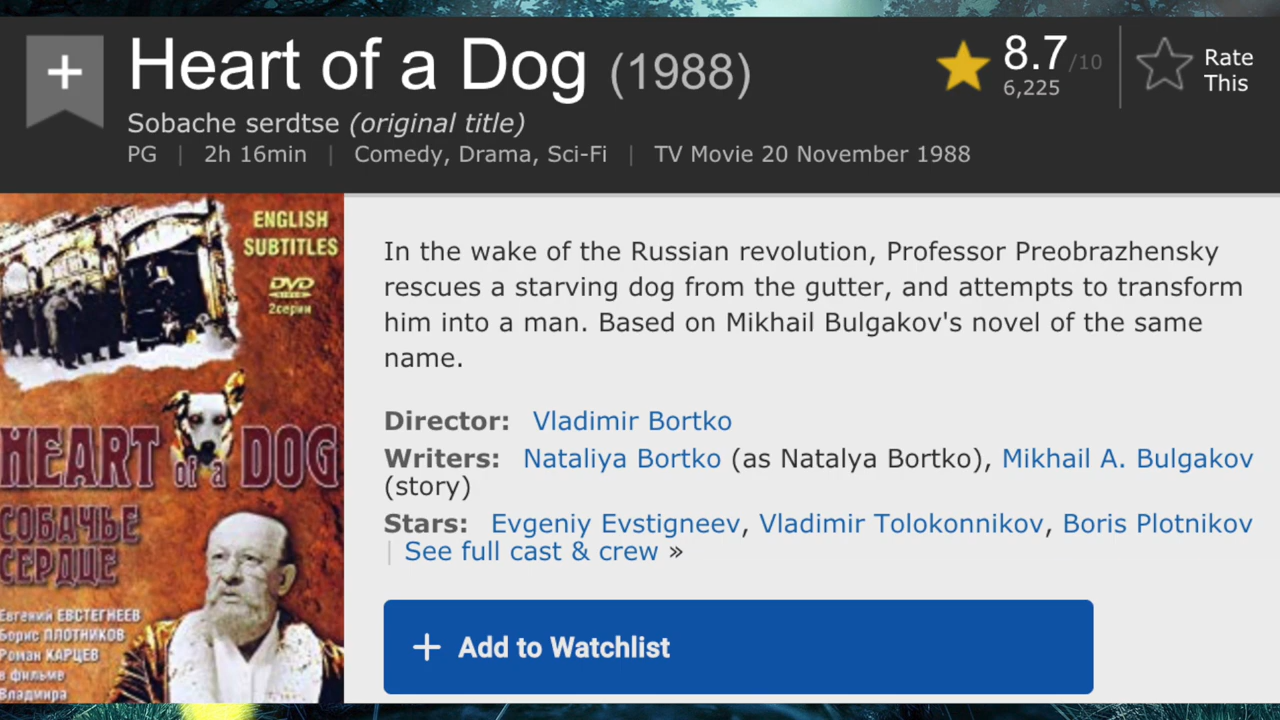 Heart of a Dog (1988)
8.7/10
6,225
Rate
This
Sobache serdtse (original title)
PG | 2h 16min | Comedy, Drama, Sci-Fi | TV Movie 20 November 1988
ENGLISH
SUBTITLES
DVD
VIDEO
2серии
HEART of a DOG
СОБАЧЬЕ
СЕРДЦЕ
Евгений ЕВСТЕГНЕЕВ
Борис ПЛОТНИКОВ
Роман КАРЦЕВ
в фильме
Владимира
In the wake of the Russian revolution, Professor Preobrazhensky
rescues a starving dog from the gutter, and attempts to transform
him into a man. Based on Mikhail Bulgakov's novel of the same
name.
Director: Vladimir Bortko
Writers: Nataliya Bortko (as Natalya Bortko), Mikhail A. Bulgakov
(story)
Stars: Evgeniy Evstigneev, Vladimir Tolokonnikov, Boris Plotnikov
| See full cast & crew »
+ Add to Watchlist